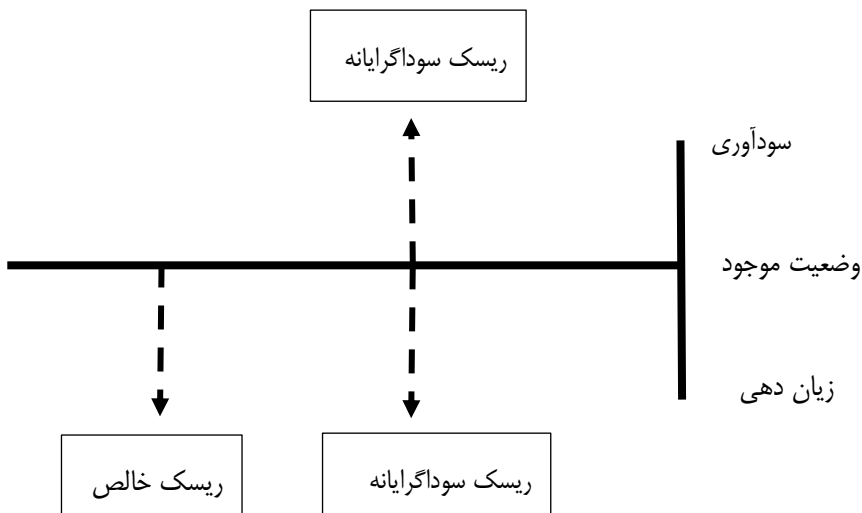 ریسک سوداگرایانه
سودآوری
وضعیت موجود
زیان دهی
ریسک سوداگرایانه
ریسک خالص